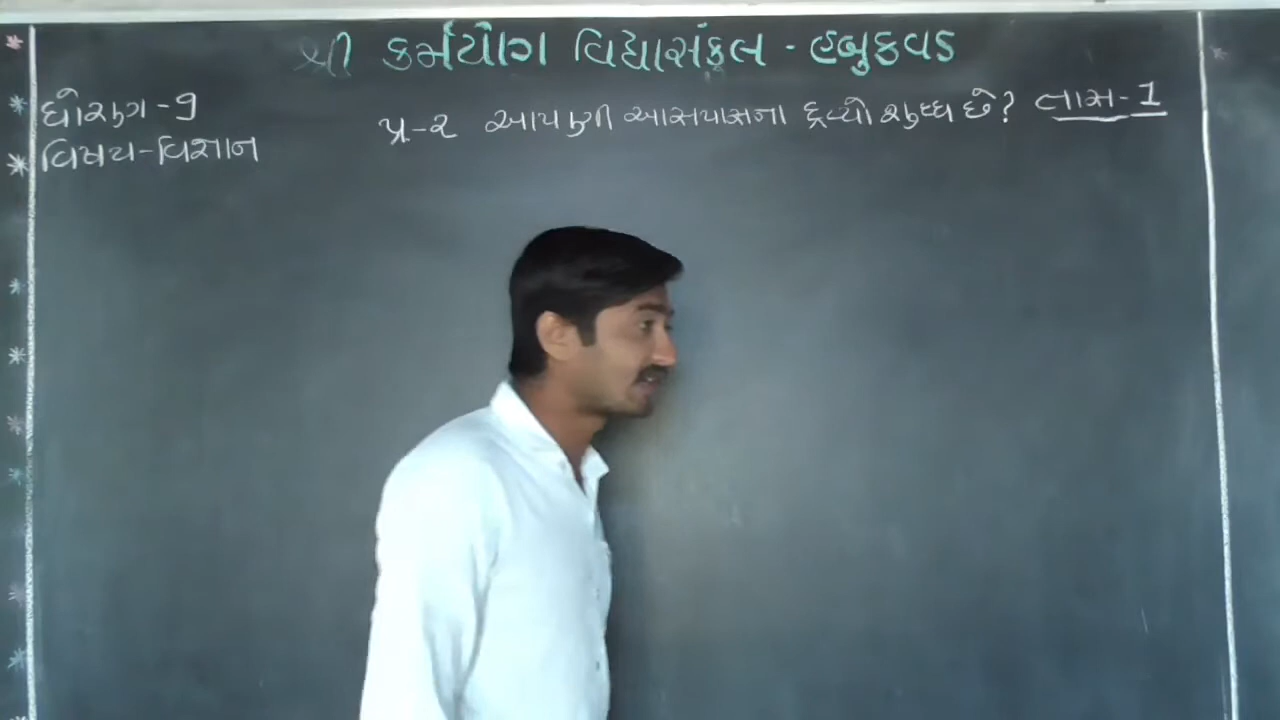 શ્રી કર્મયોગ વિદ્યાસંકુલ - હબુકવડ
ધોરણ - 9
વિષય - વિજ્ઞાન
પ્ર - ૨ આપણી આસપાસના દ્રવ્યો શુધ્ધ છે? તાસ - 1